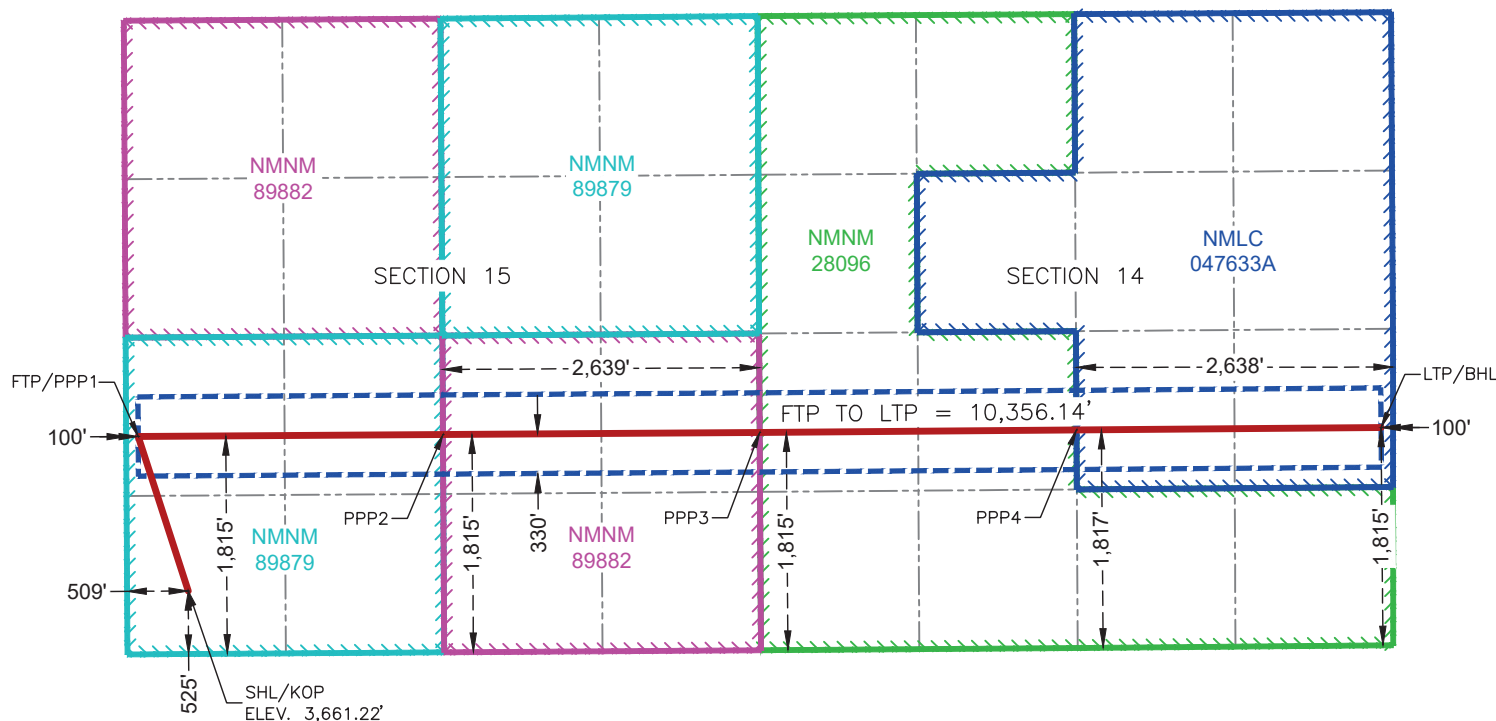 NMNM
89882
NMNM
89879
NMNM
28096
NMLC
047633A
SECTION 15
SECTION 14
2,639'
2,638'
FTP/PPP1
LTP/BHL
FTP TO LTP = 10,356.14'
100'
100'
PPP2
PPP3
PPP4
1,815'
1,815'
330'
1,815'
1,817'
1,815'
NMNM
89879
NMNM
89882
509'
525'
SHL/KOP
ELEV. 3,661.22'